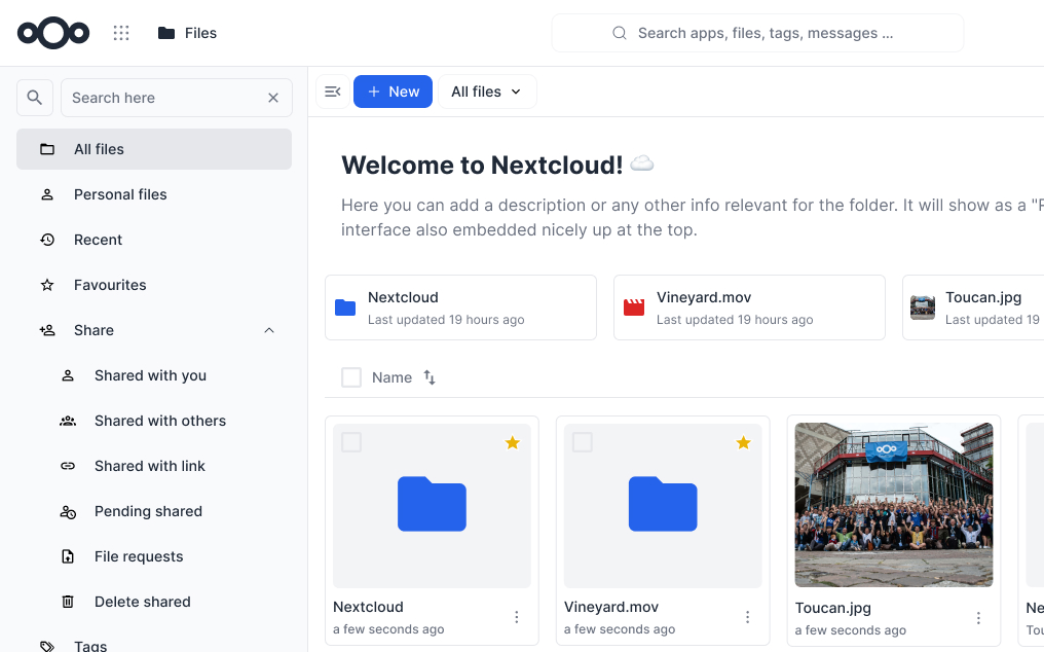 Files
Search apps, files, tags, messages ...
Search here
All files
Personal files
Recent
Favourites
Share
Shared with you
Shared with others
Shared with link
Pending shared
File requests
Delete shared
Tags
New
All files
Welcome to Nextcloud!
Here you can add a description or any other info relevant for the folder. It will show as a "
interface also embedded nicely up at the top.
Nextcloud
Last updated 19 hours ago
Vineyard.mov
Last updated 19 hours ago
Toucan.jpg
Last updated 19
Name
Nextcloud
a few seconds ago
Vineyard.mov
a few seconds ago
Toucan.jpg
a few seconds ago